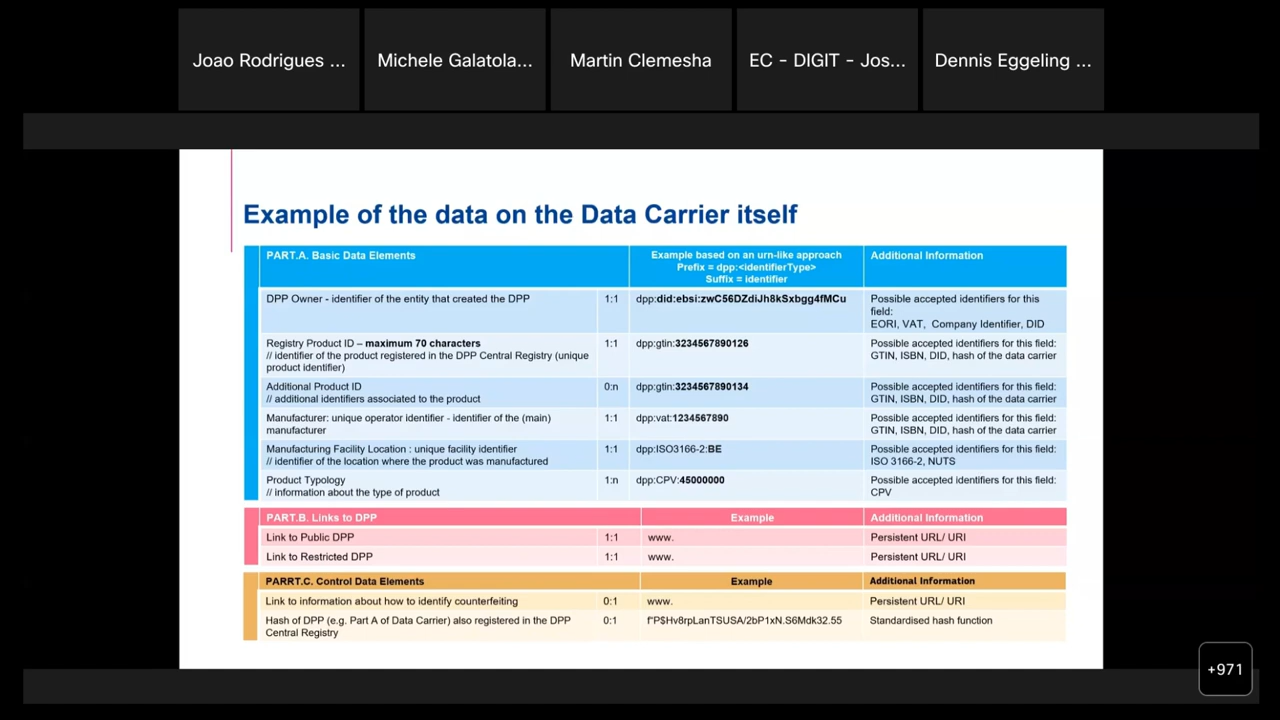 Joao Rodrigues ...
Michele Galatola...
Martin Clemesha
EC - DIGIT - Jos...
Dennis Eggeling ...
Example of the data on the Data Carrier itself
PART.A. Basic Data Elements
Example based on an urn-like approach
Prefix = dpp:<identifierType>
Suffix = identifier
Additional Information
DPP Owner - identifier of the entity that created the DPP
1:1
dpp:did:ebsi:zwC56DZdiJh8kSxbgg4fMCu
Possible accepted identifiers for this
field:
EORI, VAT, Company Identifier, DID
Registry Product ID – maximum 70 characters
// identifier of the product registered in the DPP Central Registry (unique
product identifier)
1:1
dpp:gtin:3234567890126
Possible accepted identifiers for this field:
GTIN, ISBN, DID, hash of the data carrier
Additional Product ID
// additional identifiers associated to the product
0:n
dpp:gtin:3234567890134
Possible accepted identifiers for this field:
GTIN, ISBN, DID, hash of the data carrier
Manufacturer: unique operator identifier - identifier of the (main)
manufacturer
1:1
dpp:vat:1234567890
Possible accepted identifiers for this field:
GTIN, ISBN, DID, hash of the data carrier
Manufacturing Facility Location : unique facility identifier
// identifier of the location where the product was manufactured
1:1
dpp:ISO3166-2:BE
Possible accepted identifiers for this field:
ISO 3166-2, NUTS
Product Typology
// information about the type of product
1:n
dpp:CPV:45000000
Possible accepted identifiers for this field:
CPV
PART.B. Links to DPP
Example
Additional Information
Link to Public DPP
1:1
www.
Persistent URL/ URI
Link to Restricted DPP
1:1
www.
Persistent URL/ URI
PARRT.C. Control Data Elements
Example
Additional Information
Link to information about how to identify counterfeiting
0:1
www.
Persistent URL/ URI
Hash of DPP (e.g. Part A of Data Carrier) also registered in the DPP
Central Registry
0:1
f"P$Hv8rpLanTSUSA/2bP1xN.S6Mdk32.55
Standardised hash function
+971